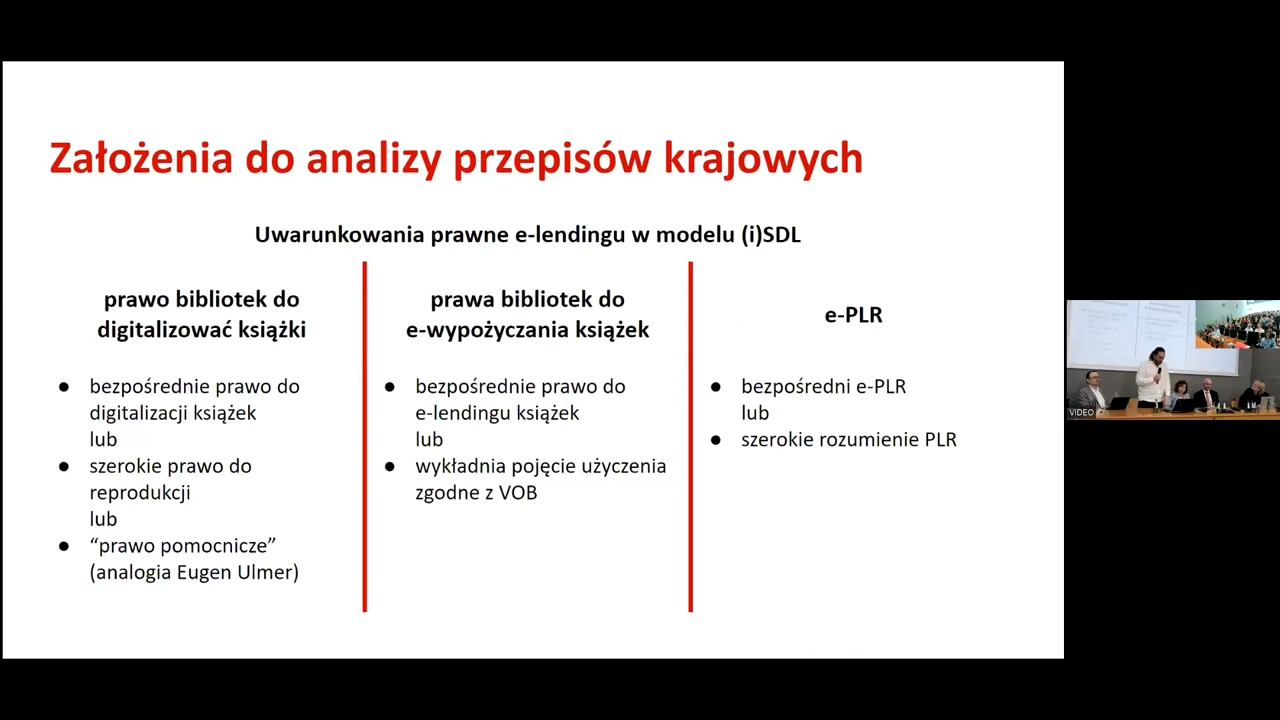 Założenia do analizy przepisów krajowych
Uwarunkowania prawne e-lendingu w modelu (i)SDL
prawo bibliotek do
digitalizować książki
● bezpośrednie prawo do
digitalizacji książek
lub
● szerokie prawo do
reprodukcji
lub
● “prawo pomocnicze”
(analogia Eugen Ulmer)
prawa bibliotek do
e-wypożyczania książek
● bezpośrednie prawo do
e-lendingu książek
lub
● wykładnia pojęcie użyczenia
zgodne z VOB
e-PLR
● bezpośredni e-PLR
lub
● szerokie rozumienie PLR
VIDEO